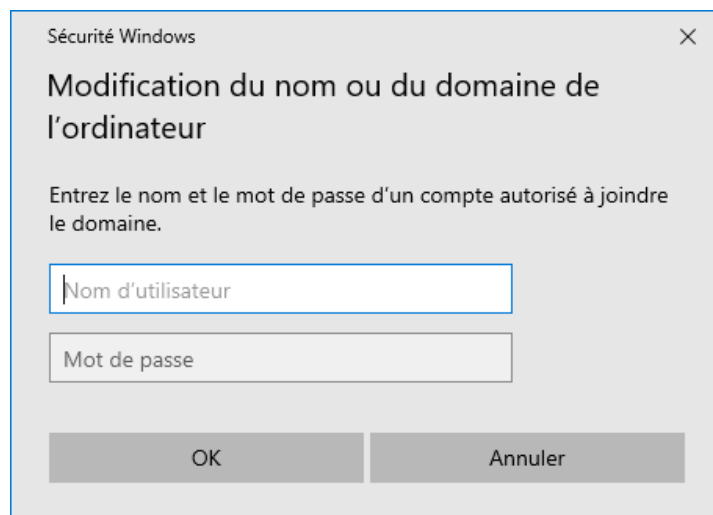 Sécurité Windows
Modification du nom ou du domaine de
l'ordinateur
Entrez le nom et le mot de passe d'un compte autorisé à joindre
le domaine.
Nom d'utilisateur
Mot de passe
OK
Annuler